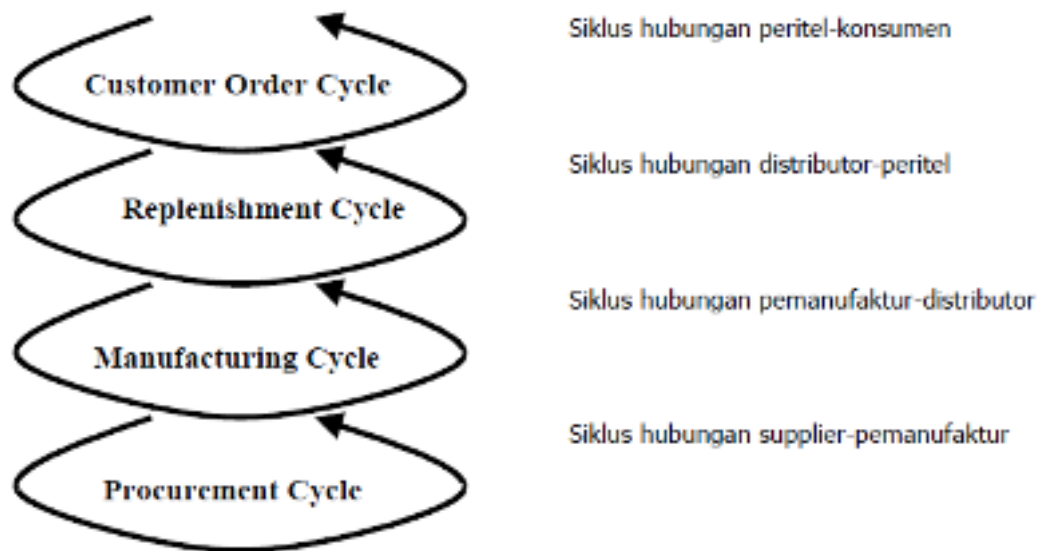 Siklus hubungan peritel-konsumen
Customer Order Cycle
Siklus hubungan distributor-peritel
Replenishment Cycle
Siklus hubungan pemanufaktur-distributor
Manufacturing Cycle
Siklus hubungan supplier-pemanufaktur
Procurement Cycle